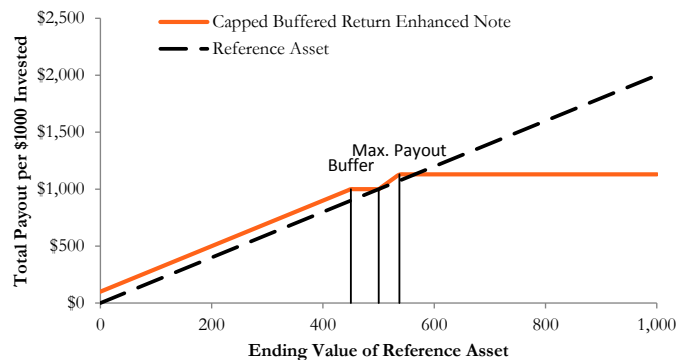 $2,500
Capped Buffered Return Enhanced Note
Reference Asset
$2,000
$1,500
Max. Payout
Buffer
$1,000
$500
$0
0
200
400
600
800
1,000
Total Payout per $1000 Invested
Ending Value of Reference Asset